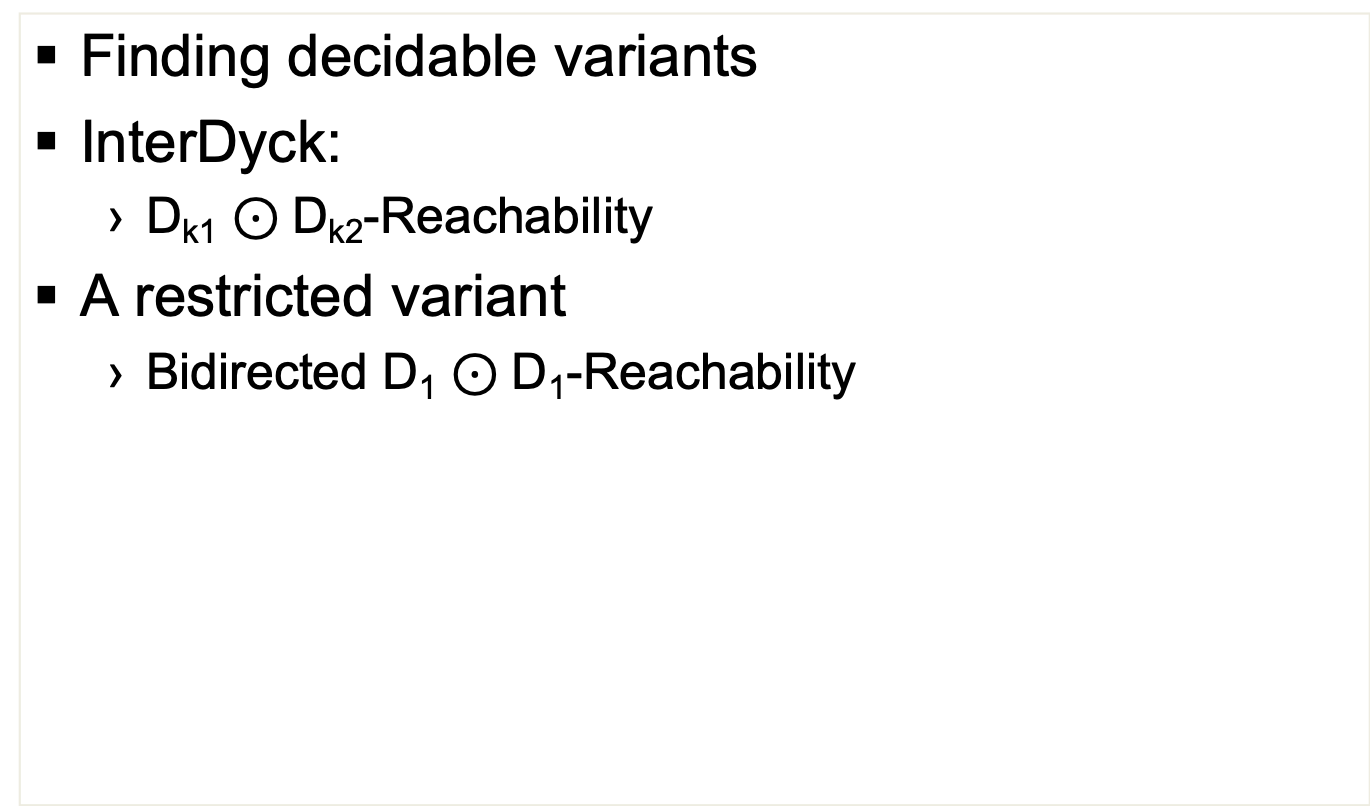 ▪ Finding decidable variants
▪ InterDyck:
› D_k1 ⊙ D_k2-Reachability
▪ A restricted variant
› Bidirected D_1 ⊙ D_1-Reachability